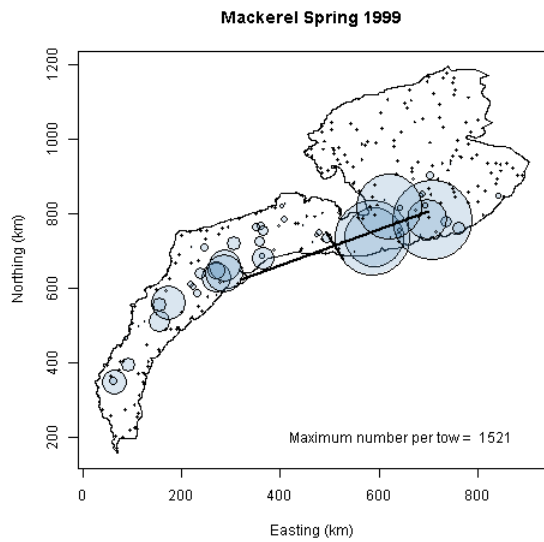 Mackerel Spring 1999
Northing (km)
1200
1000
800
600
400
200
Maximum number per tow = 1521
0 200 400 600 800
Easting (km)